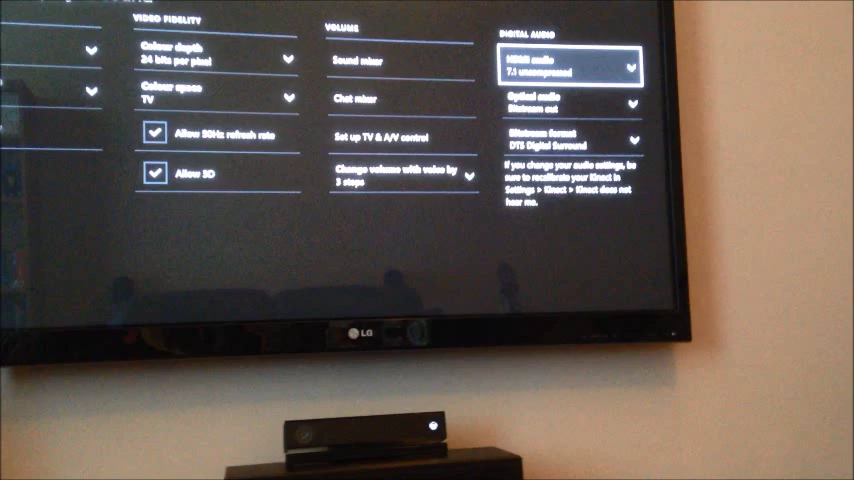 VIDEO FIDELITY
Colour depth
24 bits per pixel
Colour space
TV
Allow 50Hz refresh rate
Allow 3D
VOLUME
Sound mixer
Chat mixer
Set up TV & A/V control
Change volume with voice by
3 steps
DIGITAL AUDIO
HDMI audio
7.1 uncompressed
Optical audio
Bitstream out
Bitstream format
DTS Digital Surround
If you change your audio settings, be
sure to recalibrate your Kinect in
Settings > Kinect > Kinect does not
hear me.
LG